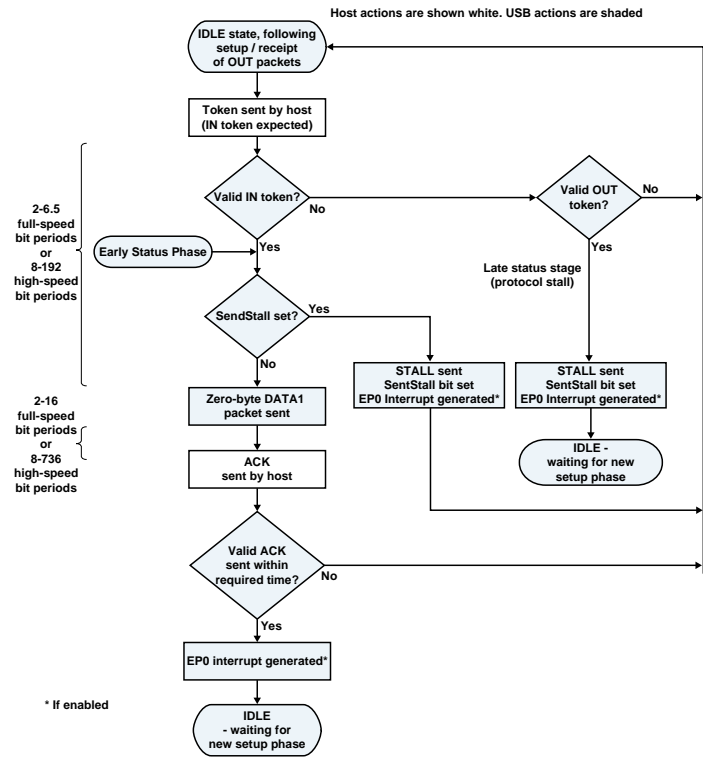 Host actions are shown white. USB actions are shaded
IDLE state, following
setup / receipt
of OUT packets
Token sent by host
(IN token expected)
Valid IN token?
No
Yes
Valid OUT
token?
No
Yes
2-6.5
full-speed
bit periods
or
8-192
high-speed
bit periods
Early Status Phase
Late status stage
(protocol stall)
SendStall set?
Yes
No
STALL sent
SentStall bit set
EP0 Interrupt generated*
STALL sent
SentStall bit set
EP0 Interrupt generated*
Zero-byte DATA1
packet sent
2-16
full-speed
bit periods
or
8-736
high-speed
bit periods
IDLE -
waiting for new
setup phase
ACK
sent by host
Valid ACK
sent within
required time?
No
Yes
EP0 interrupt generated*
* If enabled
IDLE
- waiting for
new setup phase